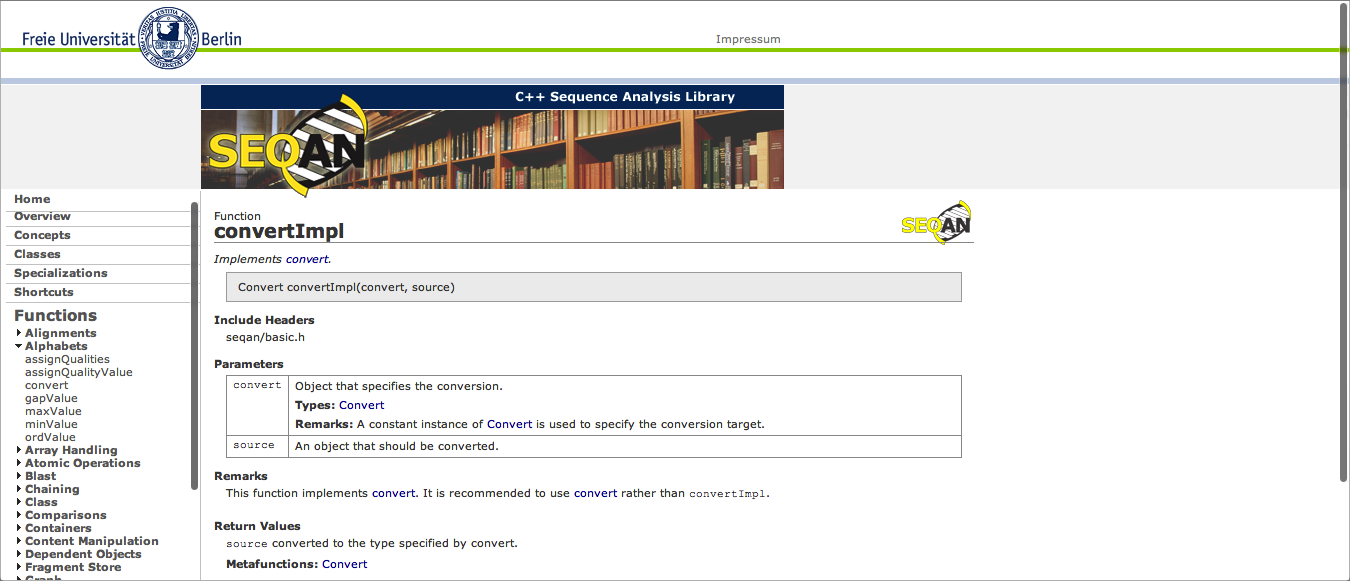 Freie Universität Berlin
Impressum
C++ Sequence Analysis Library
SEQAN
Home
Overview
Concepts
Classes
Specializations
Shortcuts
Functions
Alignments
Alphabets
assignQualities
assignQualityValue
convert
gapValue
maxValue
minValue
ordValue
Array Handling
Atomic Operations
Blast
Chaining
Class
Comparisons
Containers
Content Manipulation
Dependent Objects
Fragment Store
Graph
Function
convertImpl
SEQAN
Implements convert.
Convert convertImpl(convert, source)
Include Headers
seqan/basic.h
Parameters
convert Object that specifies the conversion.
Types: Convert
Remarks: A constant instance of Convert is used to specify the conversion target.
source An object that should be converted.
Remarks
This function implements convert. It is recommended to use convert rather than convertImpl.
Return Values
source converted to the type specified by convert.
Metafunctions: Convert